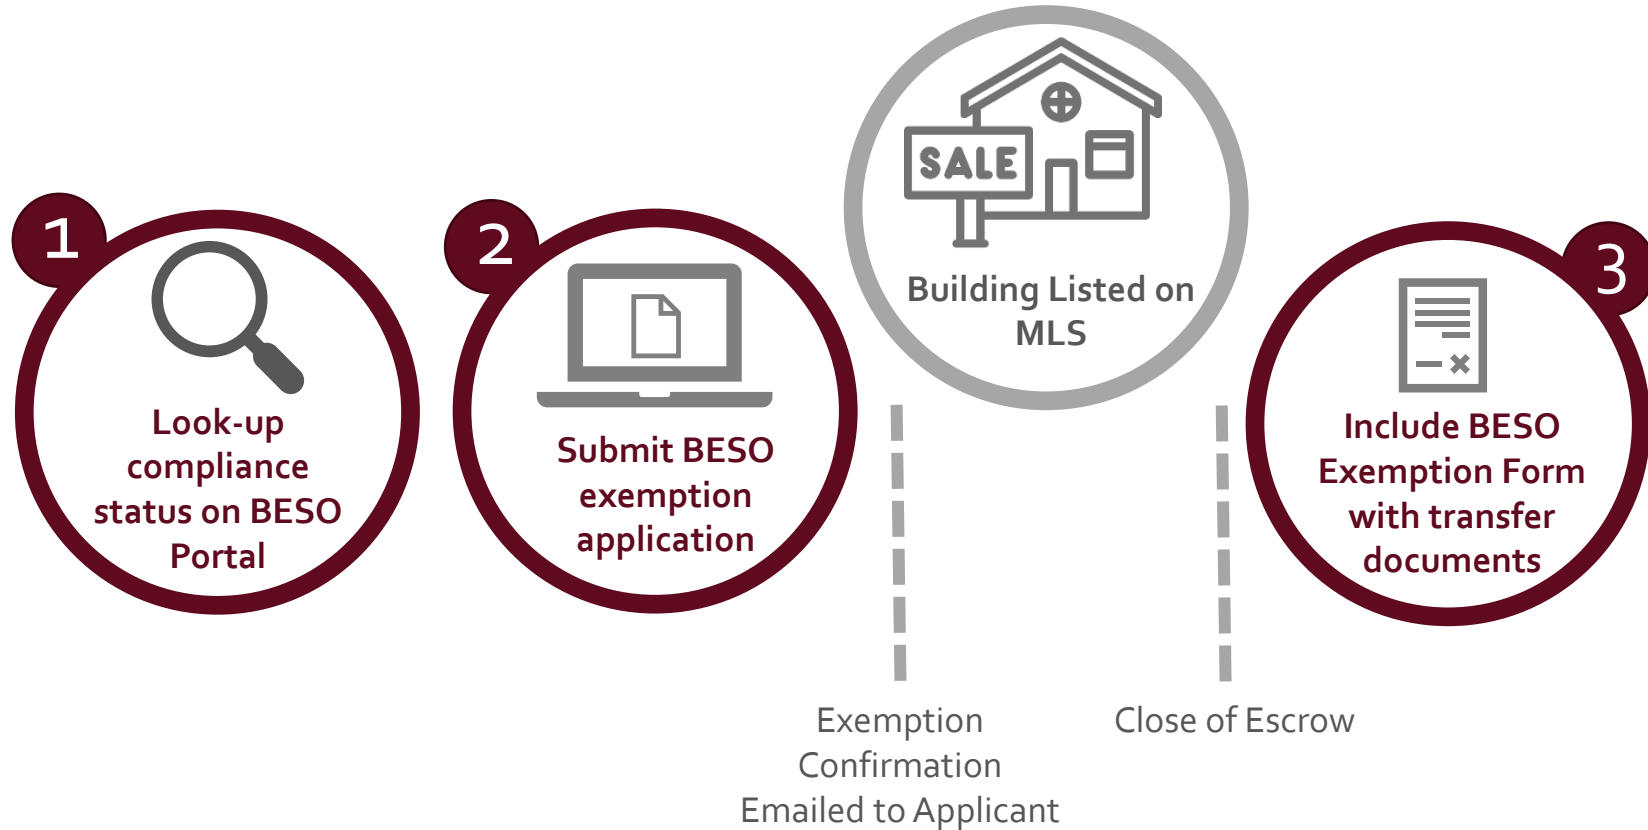 1
Look-up
compliance
status on BESO
Portal
2
Submit BESO
exemption
application
SALE
Building Listed on
MLS
3
Include BESO
Exemption Form
with transfer
documents
Exemption
Confirmation
Emailed to Applicant
Close of Escrow